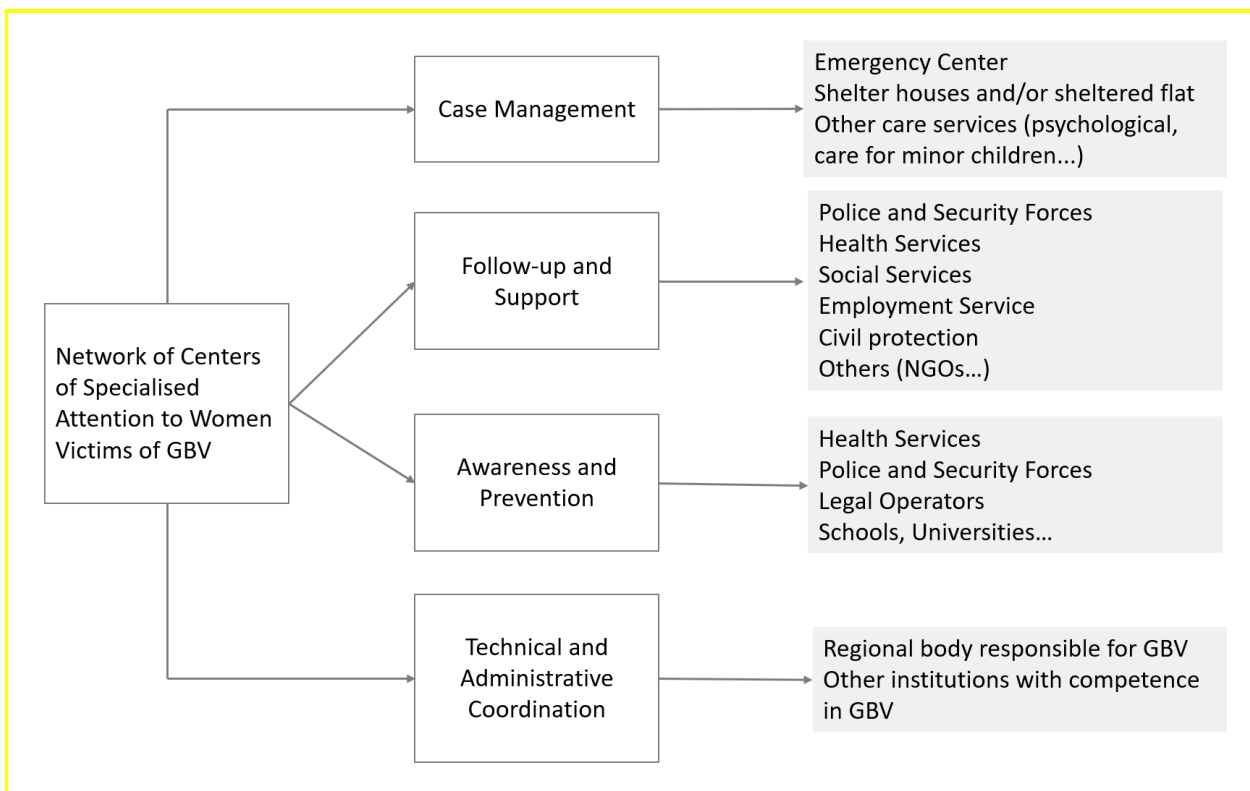 Network of Centers
of Specialised
Attention to Women
Victims of GBV
Case Management
Emergency Center
Shelter houses and/or sheltered flat
Other care services (psychological,
care for minor children...)
Follow-up and
Support
Police and Security Forces
Health Services
Social Services
Employment Service
Civil protection
Others (NGOs…)
Awareness and
Prevention
Health Services
Police and Security Forces
Legal Operators
Schools, Universities…
Technical and
Administrative
Coordination
Regional body responsible for GBV
Other institutions with competence
in GBV